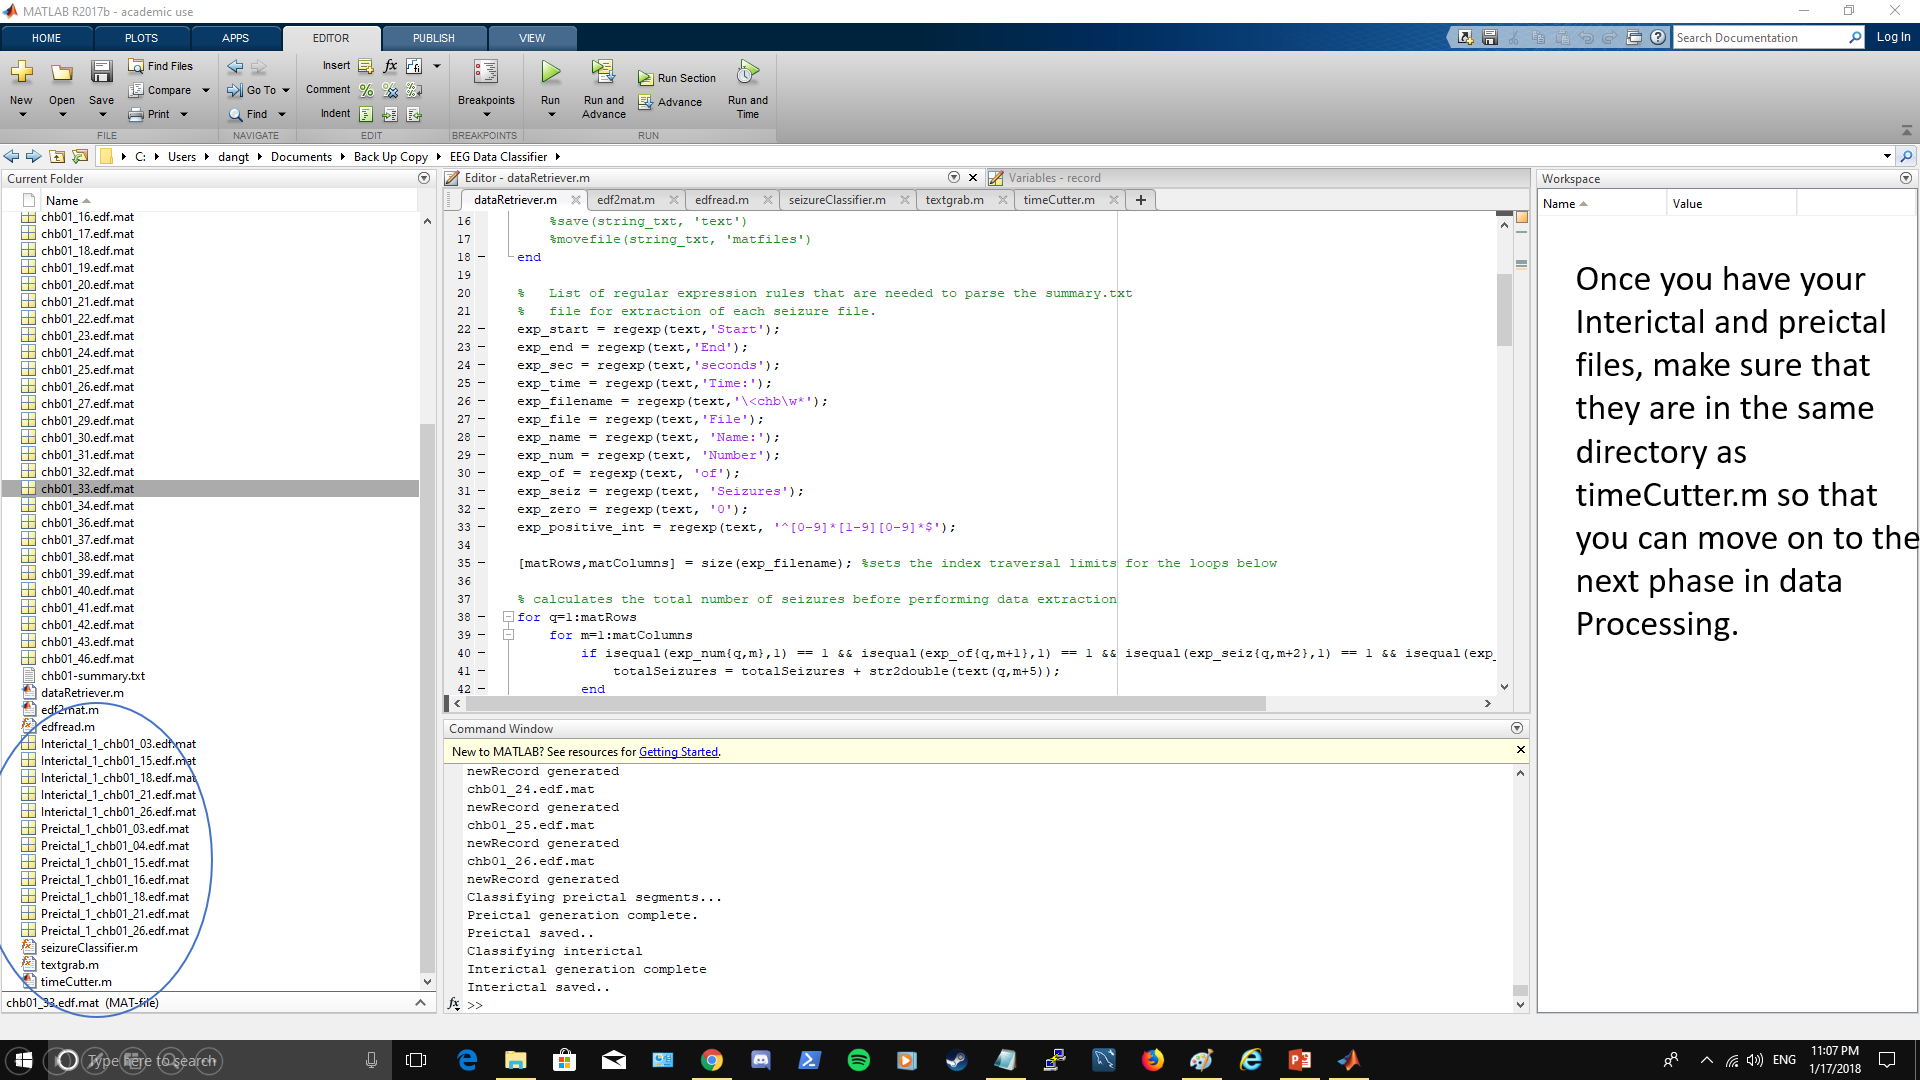 MATLAB R2017b - academic use
HOME PLOTS APPS EDITOR PUBLISH VIEW
Search Documentation
Log In
New Open Save
Find Files
Compare
Print
FILE
Go To
Find
NAVIGATE
Insert fx
Comment
Indent
EDIT
Breakpoints
BREAKPOINTS
Run
Run and Advance
Run Section
Advance
Run and Time
RUN
C: Users dangt Documents Back Up Copy EEG Data Classifier
Current Folder
Name
chb01_16.edf.mat
chb01_17.edf.mat
chb01_18.edf.mat
chb01_19.edf.mat
chb01_20.edf.mat
chb01_21.edf.mat
chb01_22.edf.mat
chb01_23.edf.mat
chb01_24.edf.mat
chb01_25.edf.mat
chb01_26.edf.mat
chb01_27.edf.mat
chb01_29.edf.mat
chb01_30.edf.mat
chb01_31.edf.mat
chb01_32.edf.mat
chb01_33.edf.mat
chb01_34.edf.mat
chb01_36.edf.mat
chb01_37.edf.mat
chb01_38.edf.mat
chb01_39.edf.mat
chb01_40.edf.mat
chb01_41.edf.mat
chb01_42.edf.mat
chb01_43.edf.mat
chb01_46.edf.mat
chb01-summary.txt
dataRetriever.m
edf2mat.m
edfread.m
Interictal_1_chb01_03.edf.mat
Interictal_1_chb01_15.edf.mat
Interictal_1_chb01_18.edf.mat
Interictal_1_chb01_21.edf.mat
Interictal_1_chb01_26.edf.mat
Preictal_1_chb01_03.edf.mat
Preictal_1_chb01_04.edf.mat
Preictal_1_chb01_15.edf.mat
Preictal_1_chb01_16.edf.mat
Preictal_1_chb01_18.edf.mat
Preictal_1_chb01_21.edf.mat
Preictal_1_chb01_26.edf.mat
seizureClassifier.m
textgrab.m
timeCutter.m
chb01_33.edf.mat (MAT-file)
Editor - dataRetriever.m
Variables - record
dataRetriever.m edf2mat.m edfread.m seizureClassifier.m textgrab.m timeCutter.m
16 %save(string_txt, 'text')
17 %movefile(string_txt, 'matfiles')
18 end
19
20 % List of regular expression rules that are needed to parse the summary.txt
21 % file for extraction of each seizure file.
22 exp_start = regexp(text,'Start');
23 exp_end = regexp(text,'End');
24 exp_sec = regexp(text,'seconds');
25 exp_time = regexp(text,'Time:');
26 exp_filename = regexp(text,'\<chb\w*');
27 exp_file = regexp(text,'File');
28 exp_name = regexp(text, 'Name:');
29 exp_num = regexp(text, 'Number');
30 exp_of = regexp(text, 'of');
31 exp_seiz = regexp(text, 'Seizures');
32 exp_zero = regexp(text, '0');
33 exp_positive_int = regexp(text, '^[0-9]*[1-9][0-9]*$');
34
35 [matRows,matColumns] = size(exp_filename); %sets the index traversal limits for the loops below
36
37 % calculates the total number of seizures before performing data extraction
38 for q=1:matRows
39 for m=1:matColumns
40 if isequal(exp_num{q,m},1) == 1 && isequal(exp_of{q,m+1},1) == 1 && isequal(exp_seiz{q,m+2},1) == 1 && isequal(exp_
41 totalSeizures = totalSeizures + str2double(text(q,m+5));
42 end
Command Window
New to MATLAB? See resources for Getting Started.
newRecord generated
chb01_24.edf.mat
newRecord generated
chb01_25.edf.mat
newRecord generated
chb01_26.edf.mat
newRecord generated
Classifying preictal segments...
Preictal generation complete.
Preictal saved..
Classifying interictal
Interictal generation complete
Interictal saved..
fx >>
Workspace
Name Value
Once you have your
Interictal and preictal
files, make sure that
they are in the same
directory as
timeCutter.m so that
you can move on to the
next phase in data
Processing.
Type here to search
ENG
11:07 PM
1/17/2018